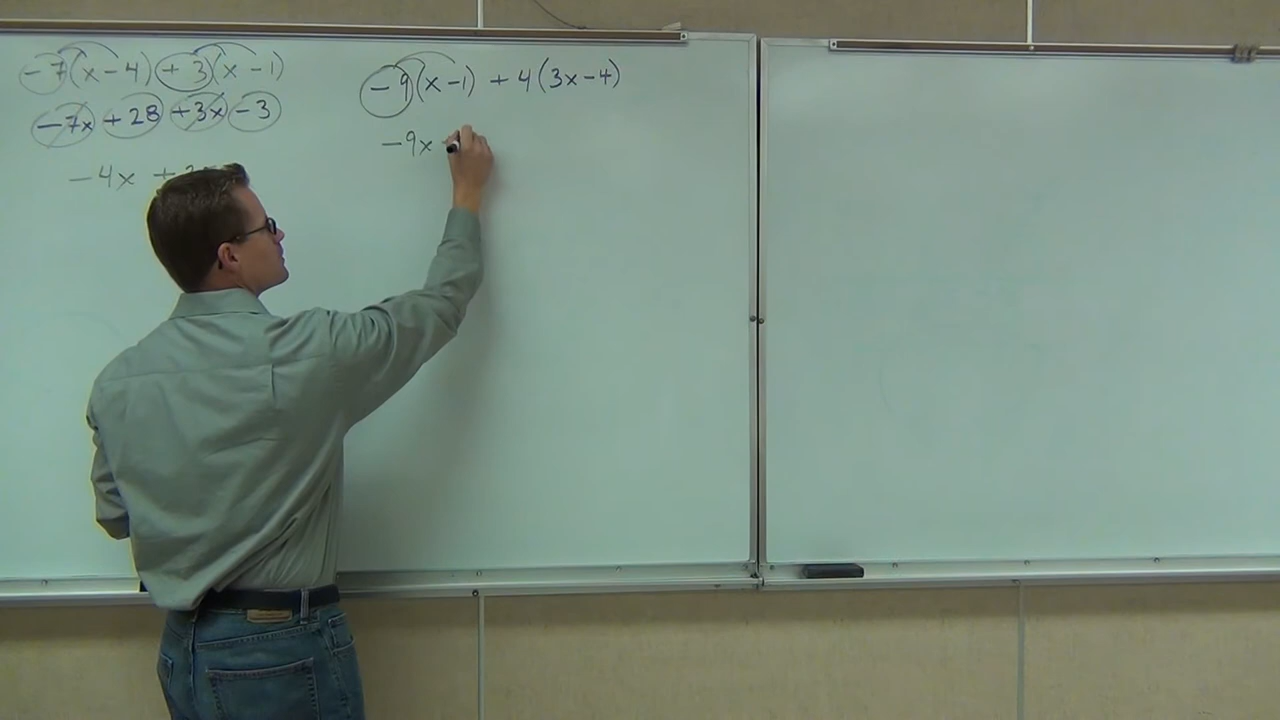 -7(x-4)+3(x-1)
-7x+28+3x-3
-4x+
-9(x-1)+4(3x-4)
-9x